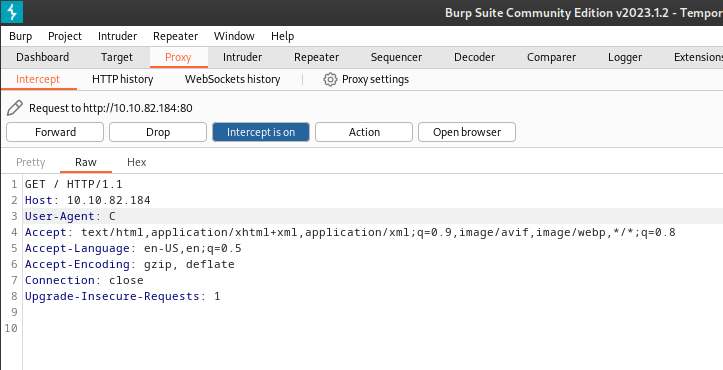 Burp Suite Community Edition v2023.1.2 - Tempor
Burp Project Intruder Repeater Window Help
Dashboard Target Proxy Intruder Repeater Sequencer Decoder Comparer Logger Extensions
Intercept HTTP history WebSockets history Proxy settings
Request to http://10.10.82.184:80
Forward Drop Intercept is on Action Open browser
Pretty Raw Hex
1 GET / HTTP/1.1
2 Host: 10.10.82.184
3 User-Agent: C
4 Accept: text/html,application/xhtml+xml,application/xml;q=0.9,image/avif,image/webp,*/*;q=0.8
5 Accept-Language: en-US,en;q=0.5
6 Accept-Encoding: gzip, deflate
7 Connection: close
8 Upgrade-Insecure-Requests: 1
9
10